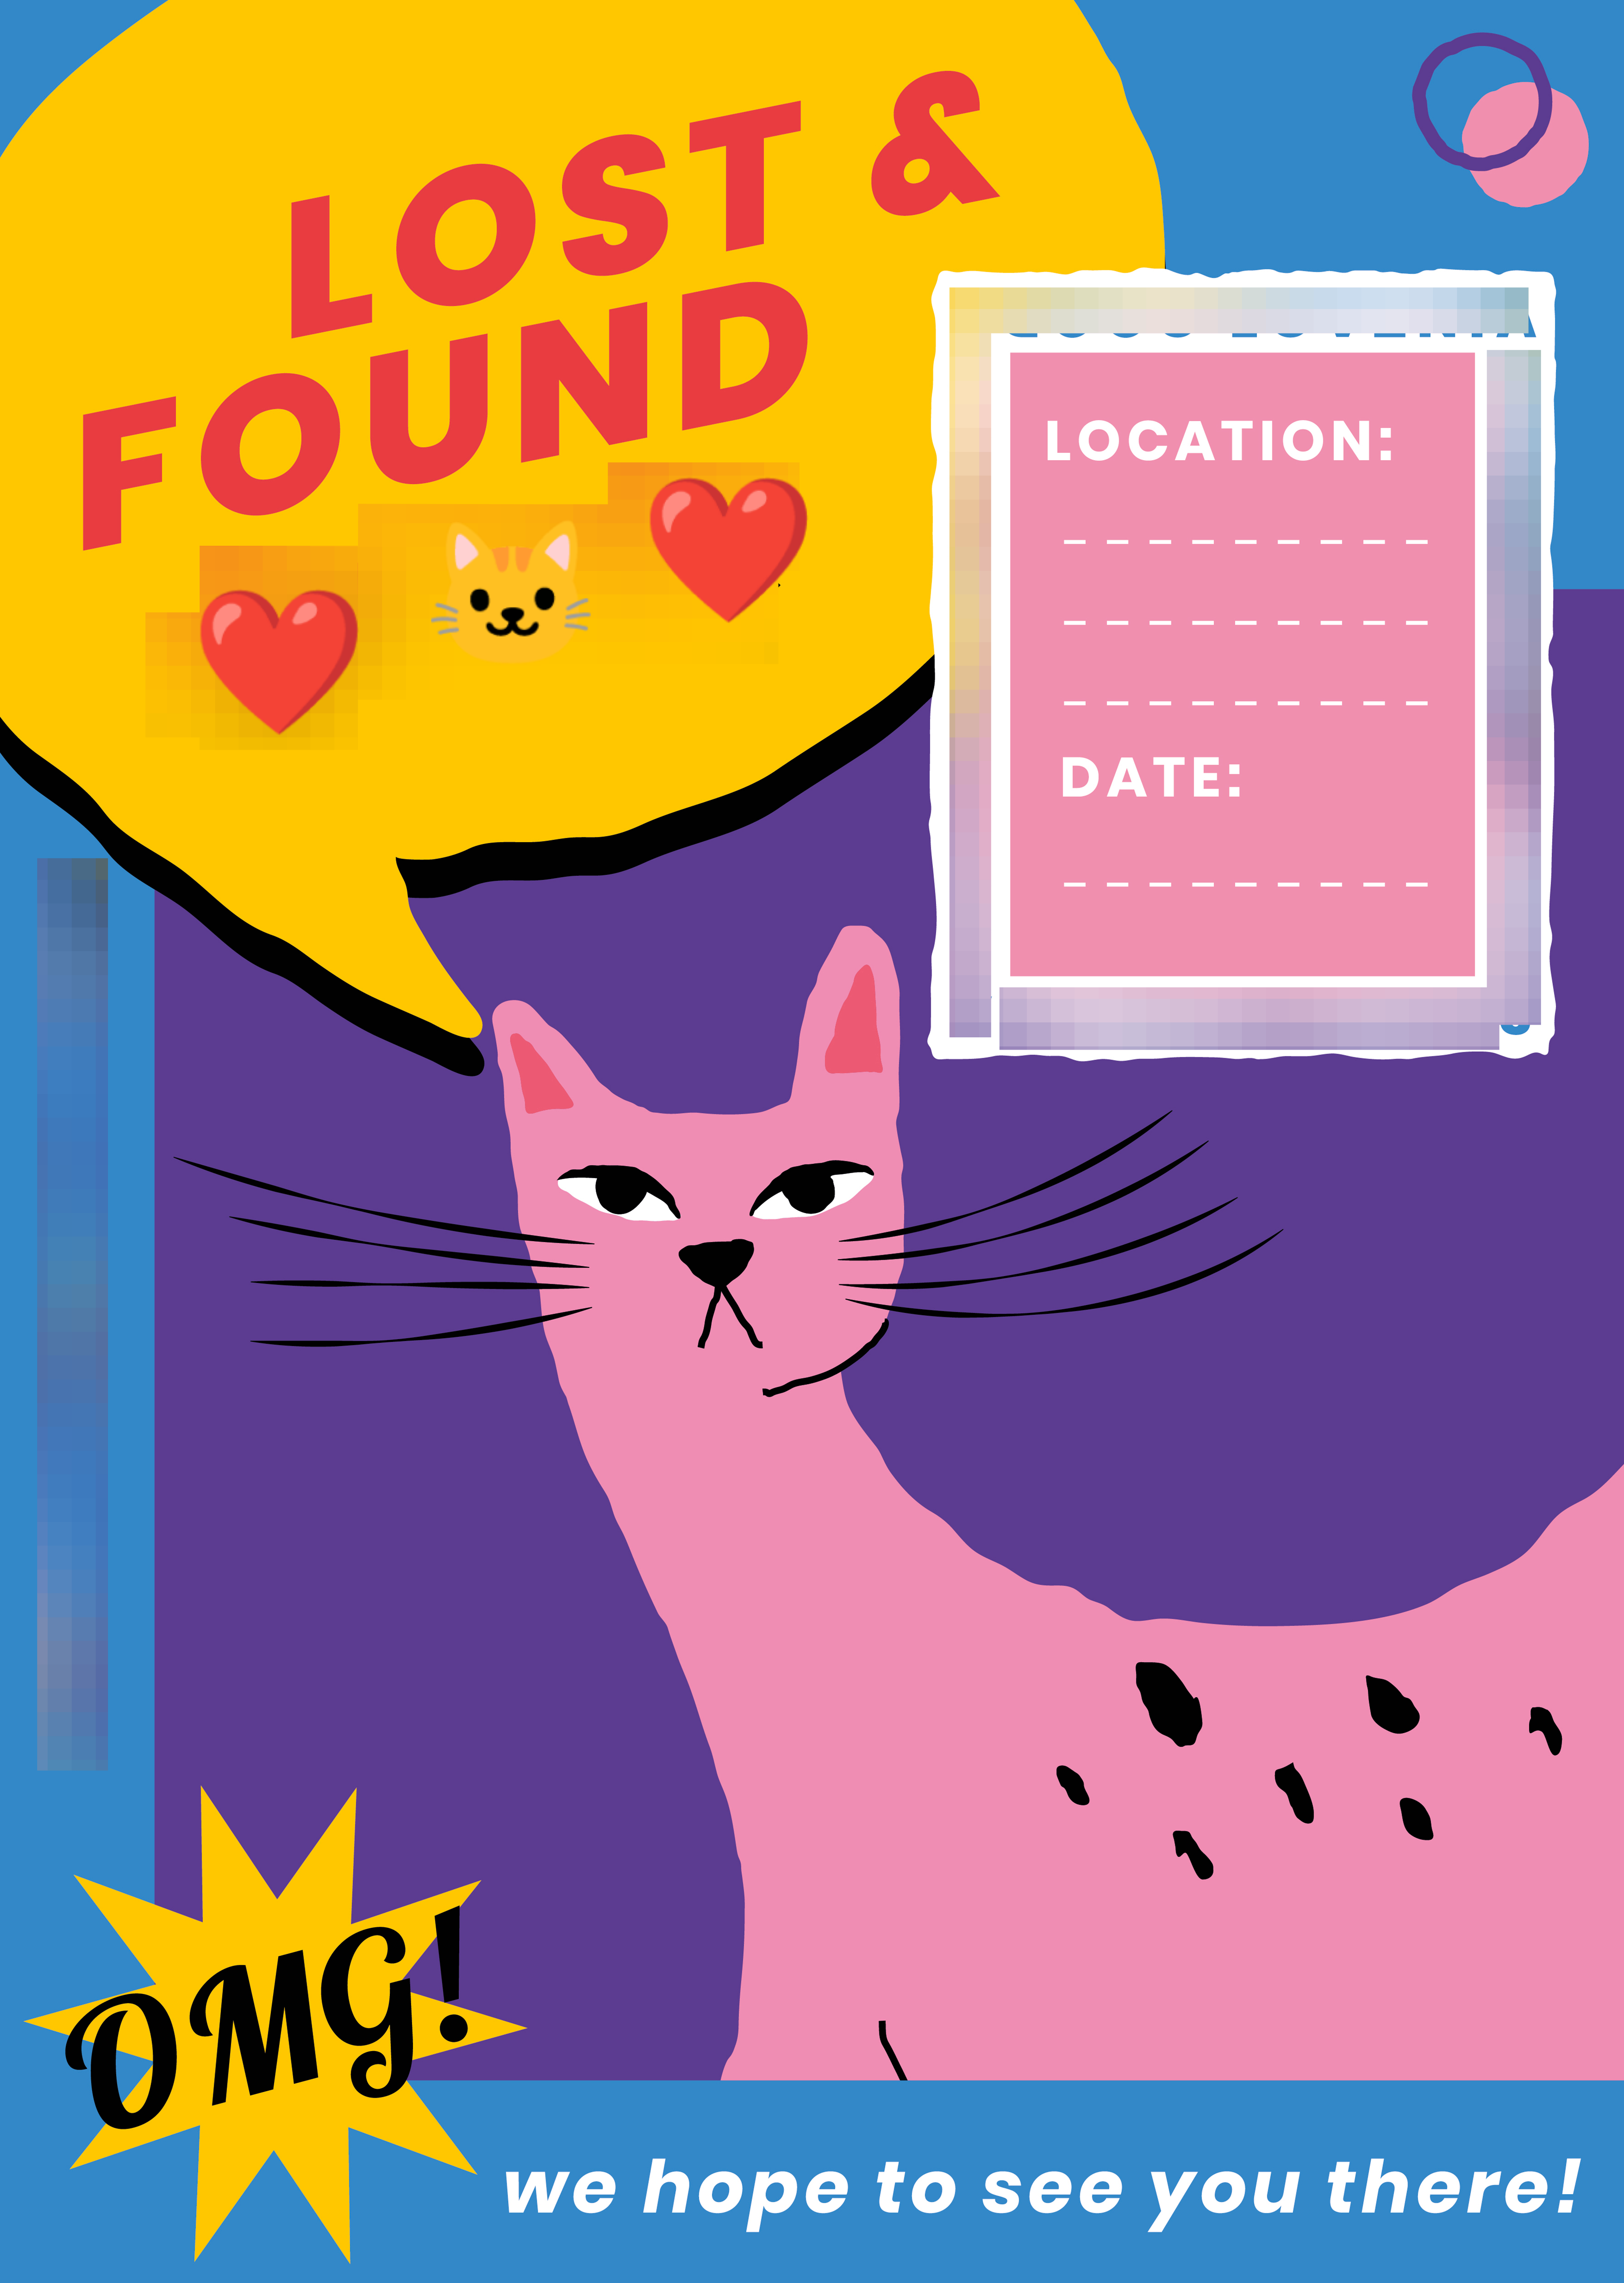 LOST &
FOUND
LOCATION:
DATE:
OMG!
we hope to see you there!